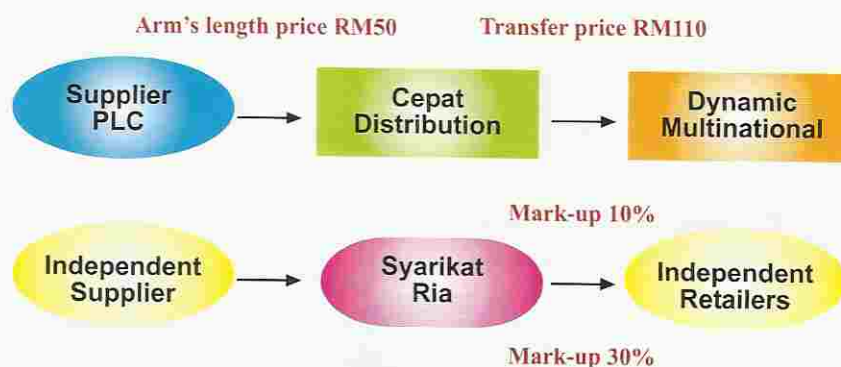 Arm's length price RM50
Transfer price RM110
Supplier
PLC
Cepat
Distribution
Dynamic
Multinational
Mark-up 10%
Independent
Supplier
Syarikat
Ria
Independent
Retailers
Mark-up 30%